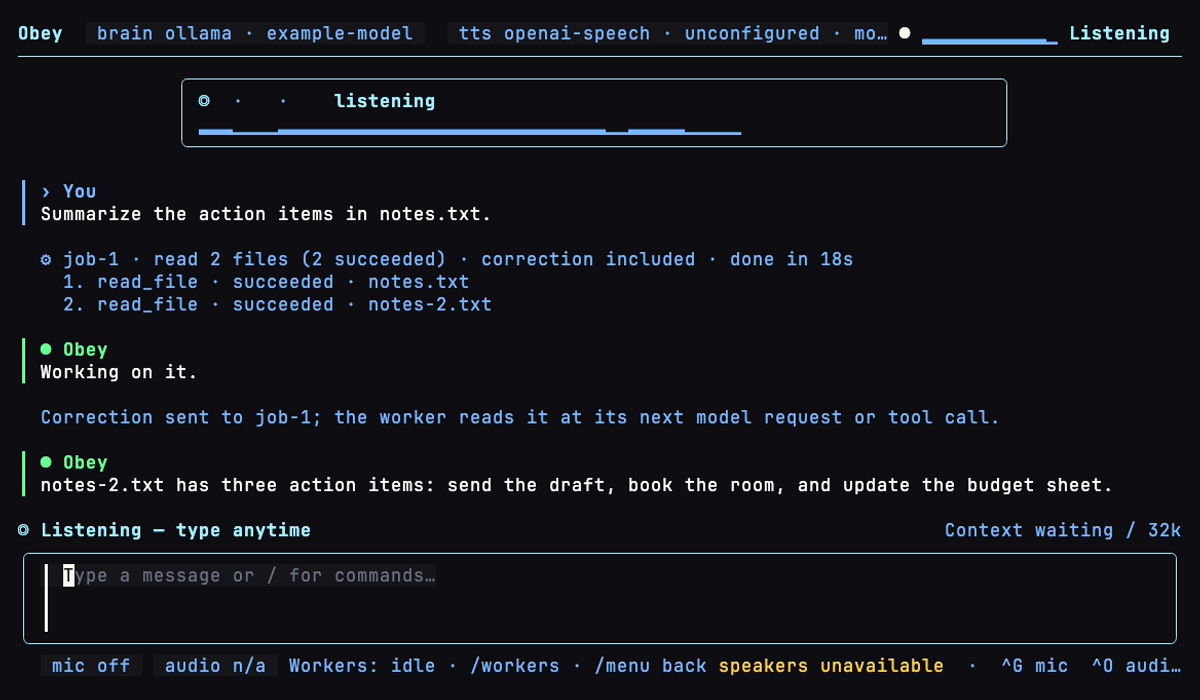 Obey brain ollama · example-model tts openai-speech · unconfigured · mo… ● Listening
◎ · · listening
› You
Summarize the action items in notes.txt.
⚙ job-1 · read 2 files (2 succeeded) · correction included · done in 18s
1. read_file · succeeded · notes.txt
2. read_file · succeeded · notes-2.txt
● Obey
Working on it.
Correction sent to job-1; the worker reads it at its next model request or tool call.
● Obey
notes-2.txt has three action items: send the draft, book the room, and update the budget sheet.
◎ Listening — type anytime Context waiting / 32k
Type a message or / for commands…
mic off audio n/a Workers: idle · /workers · /menu back speakers unavailable · ^G mic ^O audi…